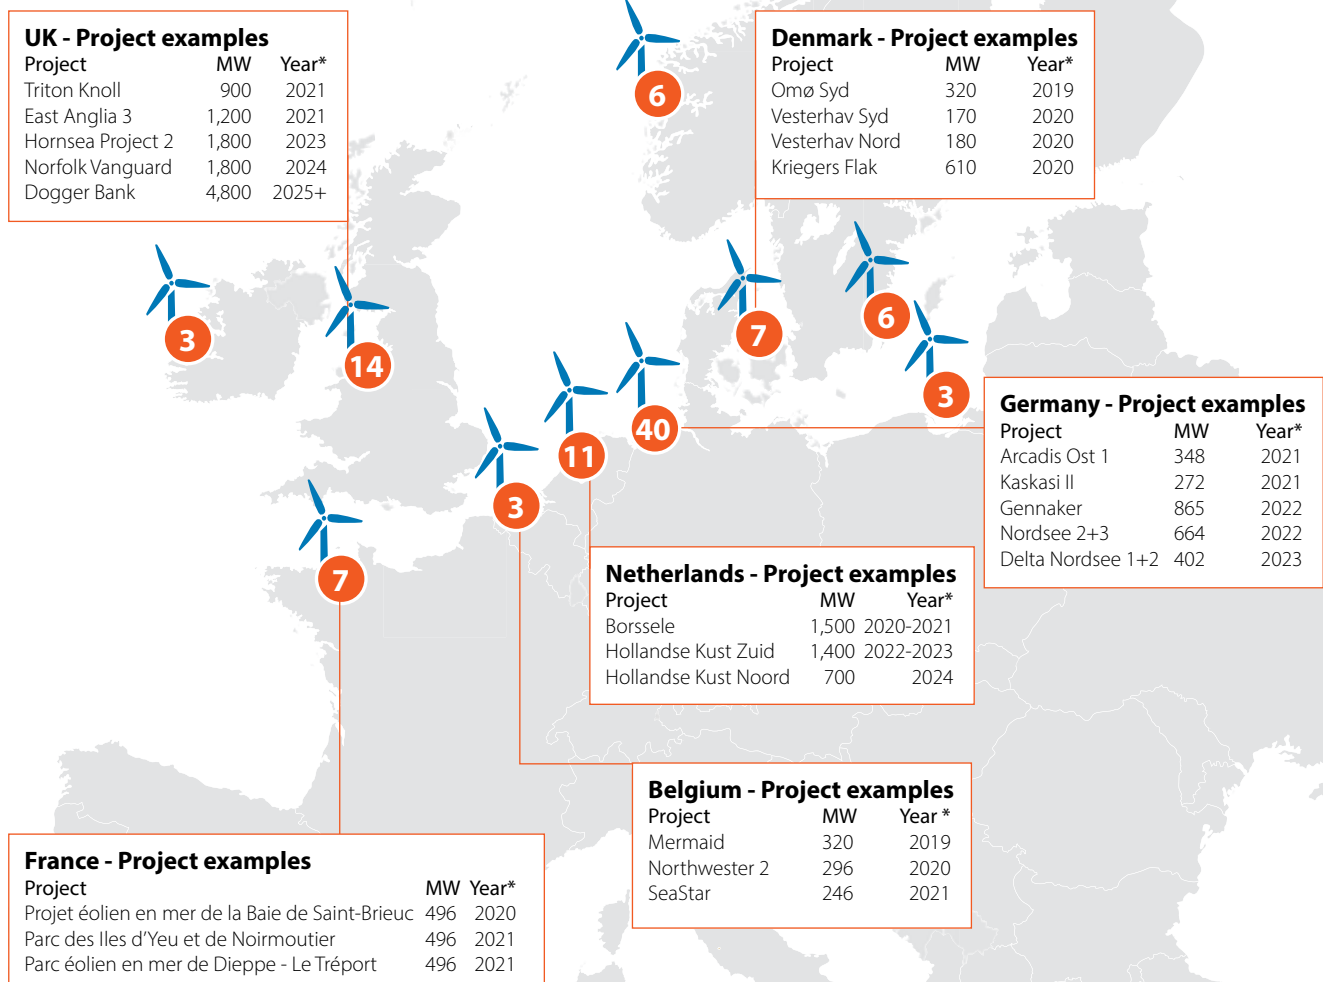 UK - Project examples
Project MW Year*
Triton Knoll 900 2021
East Anglia 3 1,200 2021
Hornsea Project 2 1,800 2023
Norfolk Vanguard 1,800 2024
Dogger Bank 4,800 2025+
6
Denmark - Project examples
Project MW Year*
Omø Syd 320 2019
Vesterhav Syd 170 2020
Vesterhav Nord 180 2020
Kriegers Flak 610 2020
3
14
7
6
3
40
11
3
7
Germany - Project examples
Project MW Year*
Arcadis Ost 1 348 2021
Kaskasi II 272 2021
Gennaker 865 2022
Nordsee 2+3 664 2022
Delta Nordsee 1+2 402 2023
Netherlands - Project examples
Project MW Year*
Borssele 1,500 2020-2021
Hollandse Kust Zuid 1,400 2022-2023
Hollandse Kust Noord 700 2024
Belgium - Project examples
Project MW Year *
Mermaid 320 2019
Northwester 2 296 2020
SeaStar 246 2021
France - Project examples
Project MW Year*
Projet éolien en mer de la Baie de Saint-Brieuc 496 2020
Parc des Iles d'Yeu et de Noirmoutier 496 2021
Parc éolien en mer de Dieppe - Le Tréport 496 2021